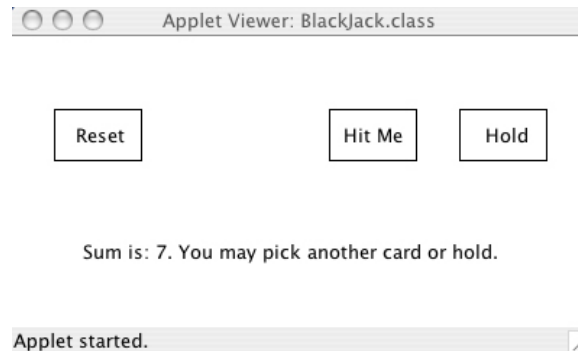 Applet Viewer: BlackJack.class
Reset Hit Me Hold
Sum is: 7. You may pick another card or hold.
Applet started.